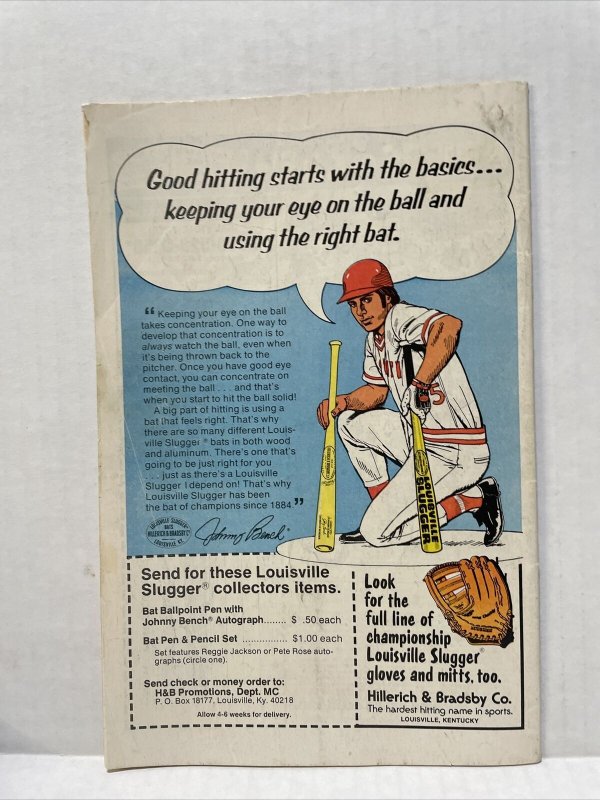 Good hitting starts with the basics...
keeping your eye on the ball and
using the right bat.
“ Keeping your eye on the ball
takes concentration. One way to
develop that concentration is to
always watch the ball, even when
it's being thrown back to the
pitcher. Once you have good eye
contact, you can concentrate on
meeting the ball . . . and that's
when you start to hit the ball solid!
A big part of hitting is using a
bat that feels right. That's why
there are so many different Louis-
ville Slugger® bats in both wood
and aluminum. There's one that's
going to be just right for you
. . . just as there's a Louisville
Slugger I depend on! That's why
Louisville Slugger has been
the bat of champions since 1884. ”
LOUISVILLE SLUGGER
BATS
HILLERICH & BRADSBY Co
LOUISVILLE, KY.
Johnny Bench
5
LOUISVILLE
SLUGGER
Send for these Louisville
Slugger® collectors items.
Bat Ballpoint Pen with
Johnny Bench® Autograph....... $ .50 each
Bat Pen & Pencil Set ............... $1.00 each
Set features Reggie Jackson or Pete Rose auto-
graphs (circle one).
Send check or money order to:
H&B Promotions, Dept. MC
P. O. Box 18177, Louisville, Ky. 40218
Allow 4-6 weeks for delivery.
Look
for the
full line of
championship
Louisville Slugger®
gloves and mitts, too.
Hillerich & Bradsby Co.
The hardest hitting name in sports.
LOUISVILLE, KENTUCKY